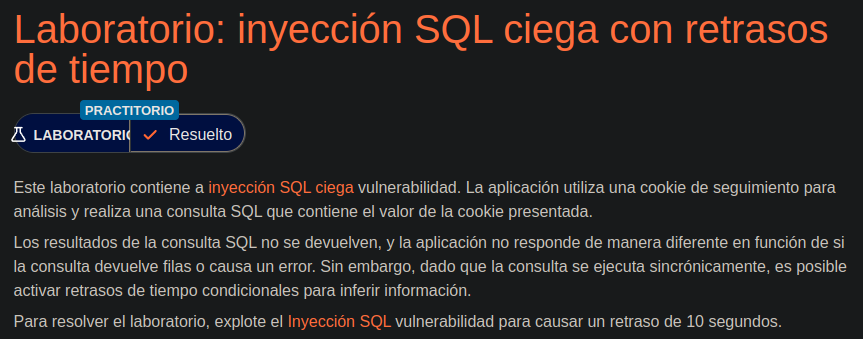 Laboratorio: inyección SQL ciega con retrasos
de tiempo
PRACTITORIO
LABORATORIO Resuelto
Este laboratorio contiene a inyección SQL ciega vulnerabilidad. La aplicación utiliza una cookie de seguimiento para
análisis y realiza una consulta SQL que contiene el valor de la cookie presentada.
Los resultados de la consulta SQL no se devuelven, y la aplicación no responde de manera diferente en función de si
la consulta devuelve filas o causa un error. Sin embargo, dado que la consulta se ejecuta sincrónicamente, es posible
activar retrasos de tiempo condicionales para inferir información.
Para resolver el laboratorio, explote el Inyección SQL vulnerabilidad para causar un retraso de 10 segundos.